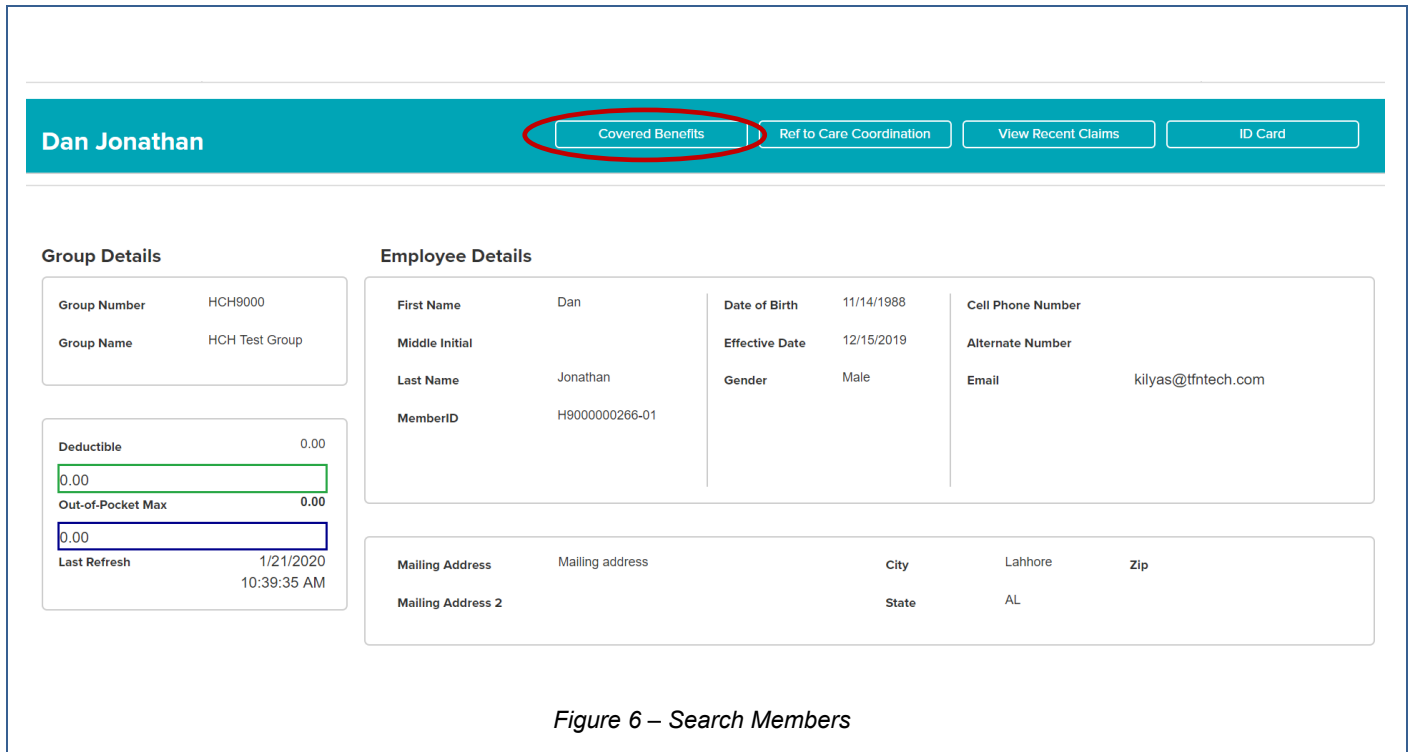 Dan Jonathan
Covered Benefits
Ref to Care Coordination
View Recent Claims
ID Card
Group Details
Group Number HCH9000
Group Name HCH Test Group
Deductible 0.00
0.00
Out-of-Pocket Max 0.00
0.00
Last Refresh 1/21/2020
10:39:35 AM
Employee Details
First Name Dan
Middle Initial
Last Name Jonathan
MemberID H9000000266-01
Date of Birth 11/14/1988
Effective Date 12/15/2019
Gender Male
Cell Phone Number
Alternate Number
Email kilyas@tfntech.com
Mailing Address Mailing address
Mailing Address 2
City Lahhore
State AL
Zip
Figure 6 – Search Members